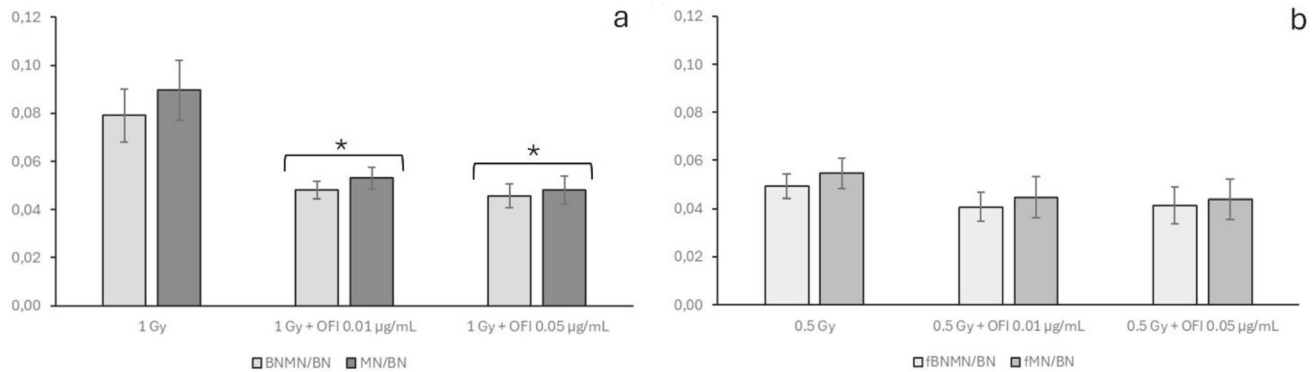 a
0,12
0,10
0,08
0,06
0,04
0,02
0,00
* *
1 Gy 1 Gy + OFI 0.01 µg/mL 1 Gy + OFI 0.05 µg/mL
BNMN/BN MN/BN
b
0,12
0,10
0,08
0,06
0,04
0,02
0,00
0.5 Gy 0.5 Gy + OFI 0.01 µg/mL 0.5 Gy + OFI 0.05 µg/mL
fBNMN/BN fMN/BN